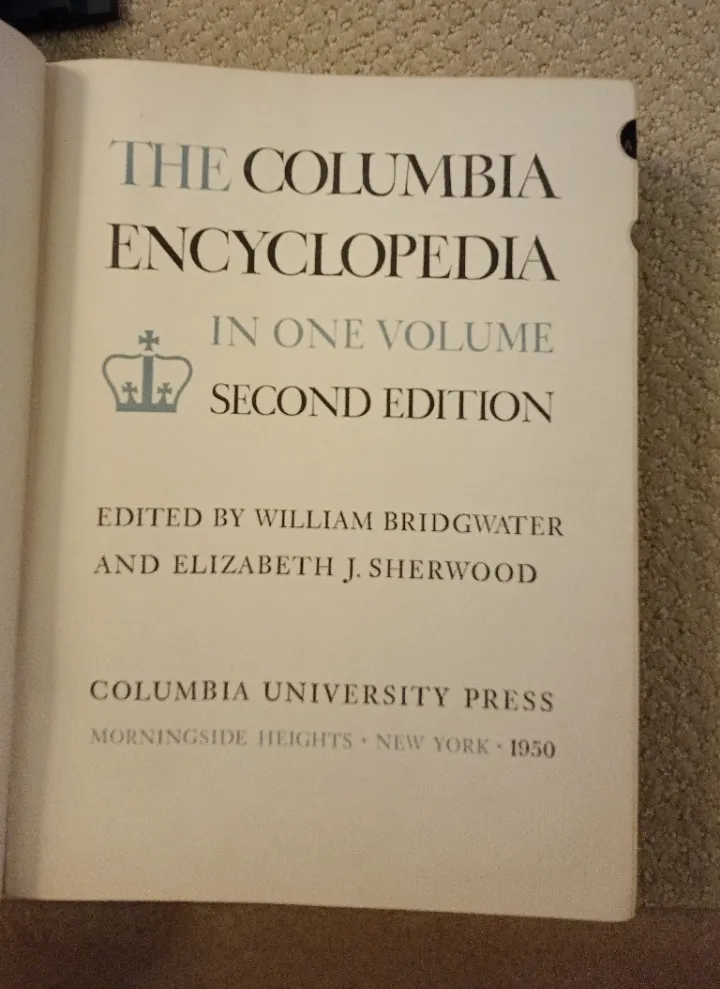 THE COLUMBIA
ENCYCLOPEDIA
IN ONE VOLUME
SECOND EDITION
EDITED BY WILLIAM BRIDGWATER
AND ELIZABETH J. SHERWOOD
COLUMBIA UNIVERSITY PRESS
MORNINGSIDE HEIGHTS · NEW YORK · 1950